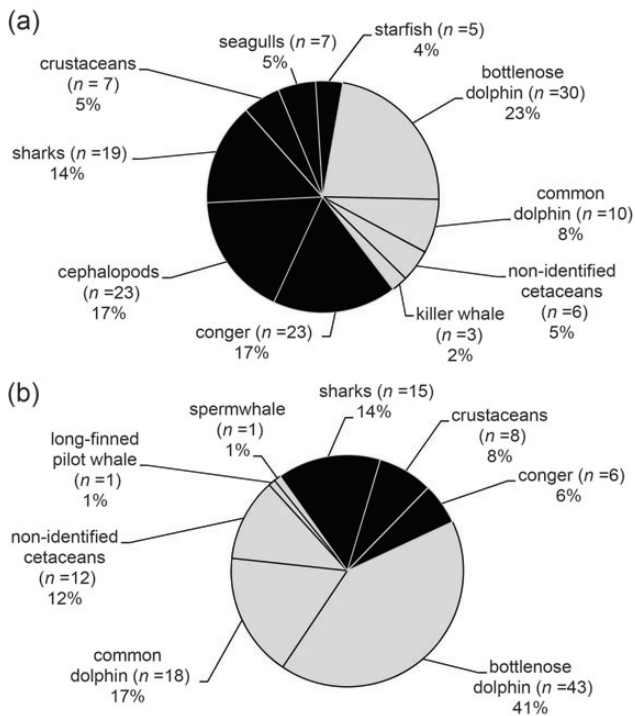 (a)
starfish (n =5)
4%
seagulls (n =7)
5%
crustaceans
(n = 7)
5%
sharks (n =19)
14%
cephalopods
(n =23)
17%
conger (n =23)
17%
killer whale
(n =3)
2%
non-identified
cetaceans
(n =6)
5%
common
dolphin (n =10)
8%
bottlenose
dolphin (n =30)
23%
(b)
sharks (n =15)
14%
crustaceans
(n =8)
8%
conger (n =6)
6%
bottlenose
dolphin (n =43)
41%
common
dolphin (n =18)
17%
non-identified
cetaceans
(n =12)
12%
long-finned
pilot whale
(n =1)
1%
spermwhale
(n =1)
1%